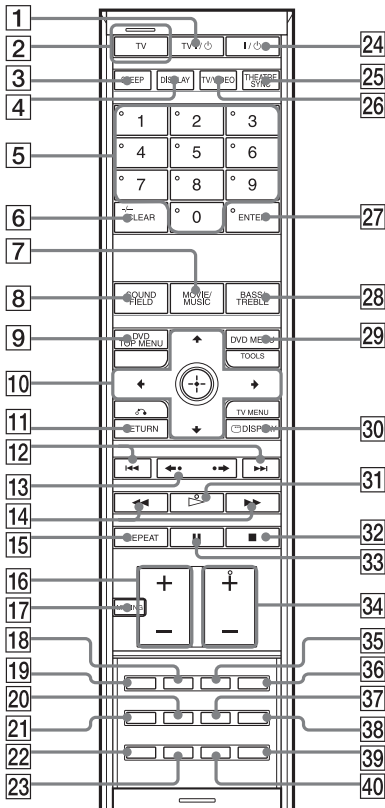 1
2 TV TV I/⏻ I/⏻ 24
3 SLEEP DISPLAY TV/VIDEO THEATRE SYNC 25
4 26
5 1 2 3
4 5 6
7 8 9
6 -/-- CLEAR 0 ENTER 27
7
8 SOUND FIELD MOVIE/MUSIC BASS/TREBLE 28
9 DVD TOP MENU DVD MENU 29
TOOLS
10
TV MENU
11 RETURN DISPLAY 30
12
13
14 31
15 REPEAT 32
33
16 + + 34
17
− −
18 35
19 36
20 37
21 38
22 39
23 40